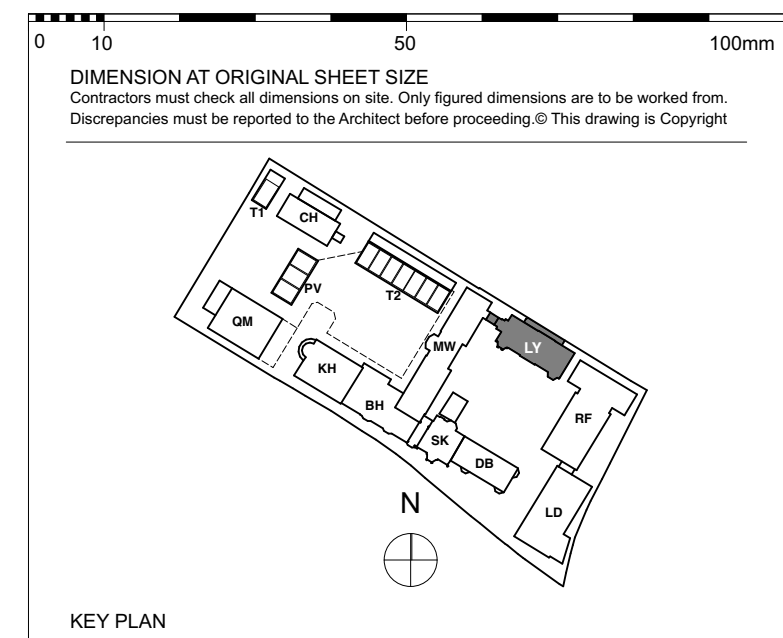 0 10 50 100mm
DIMENSION AT ORIGINAL SHEET SIZE
Contractors must check all dimensions on site. Only figured dimensions are to be worked from.
Discrepancies must be reported to the Architect before proceeding.© This drawing is Copyright
T1
CH
PV
T2
QM
MW
LY
KH
BH
RF
SK
DB
LD
N
KEY PLAN